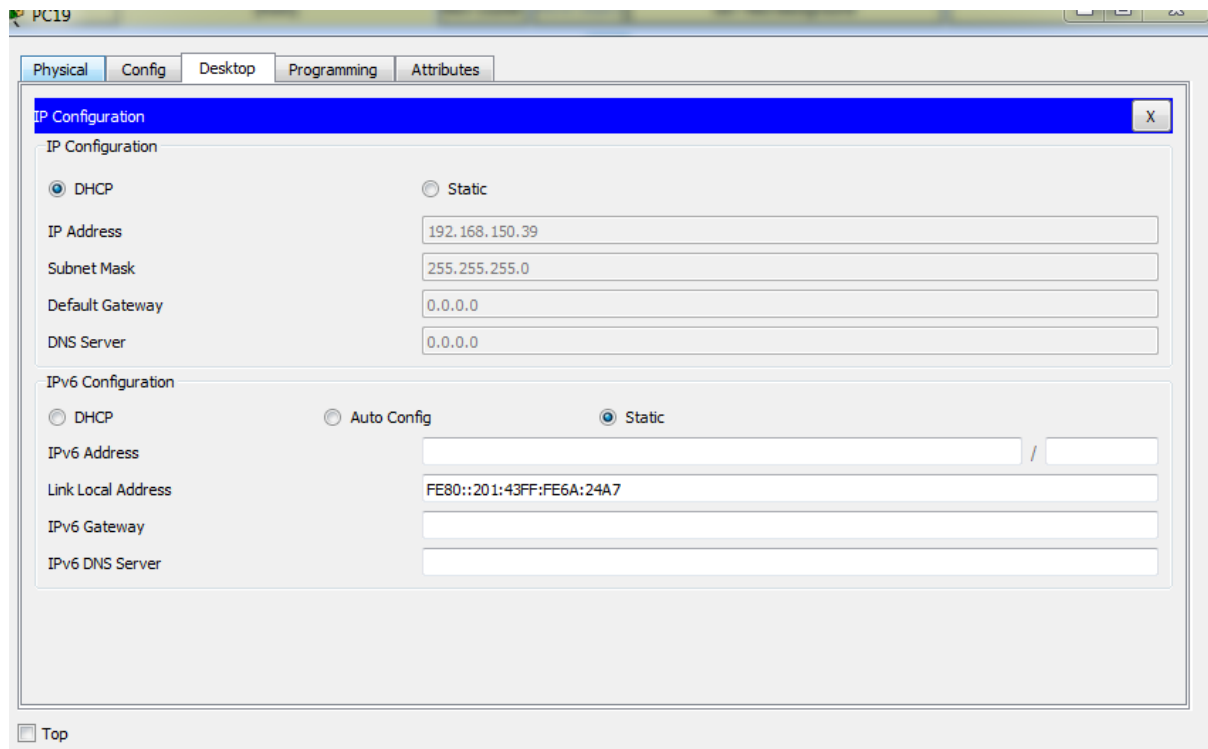 PC19
Physical Config Desktop Programming Attributes
IP Configuration X
IP Configuration
DHCP Static
IP Address 192.168.150.39
Subnet Mask 255.255.255.0
Default Gateway 0.0.0.0
DNS Server 0.0.0.0
IPv6 Configuration
DHCP Auto Config Static
IPv6 Address /
Link Local Address FE80::201:43FF:FE6A:24A7
IPv6 Gateway
IPv6 DNS Server
Top